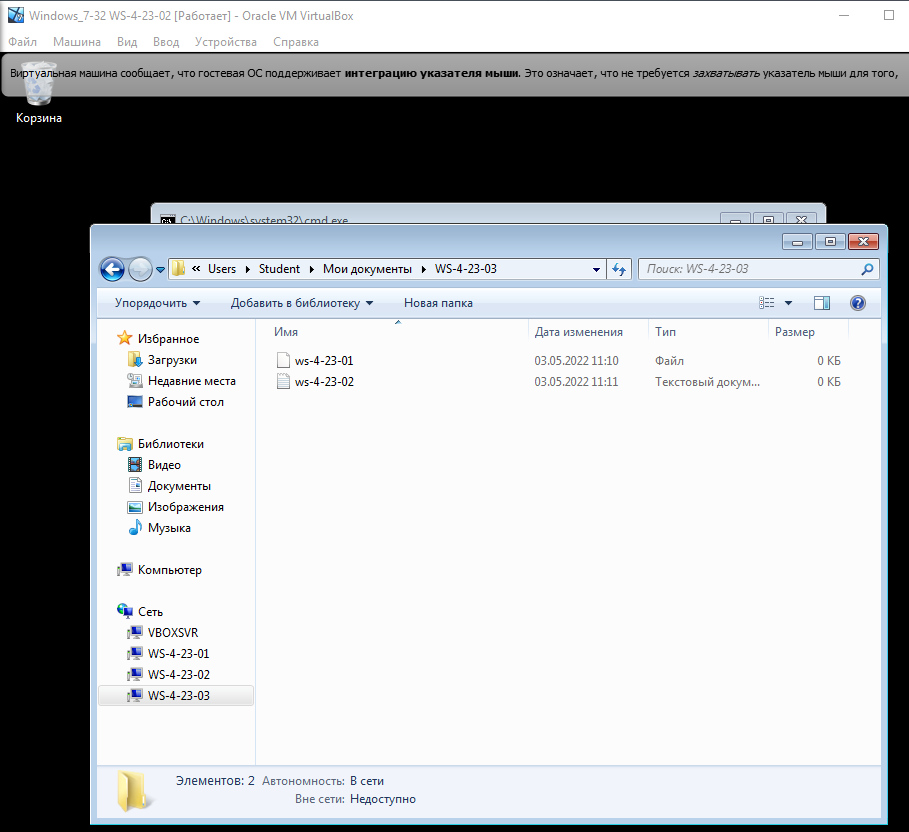 Windows_7-32 WS-4-23-02 [Работает] - Oracle VM VirtualBox
Файл Машина Вид Ввод Устройства Справка
Виртуальная машина сообщает, что гостевая ОС поддерживает интеграцию указателя мыши. Это означает, что не требуется захватывать указатель мыши для того,
Корзина
C:\Windows\system32\cmd.exe
« Users Student Мои документы WS-4-23-03 Поиск: WS-4-23-03
Упорядочить Добавить в библиотеку Новая папка
Имя Дата изменения Тип Размер
ws-4-23-01 03.05.2022 11:10 Файл 0 КБ
ws-4-23-02 03.05.2022 11:11 Текстовый докум... 0 КБ
Избранное
Загрузки
Недавние места
Рабочий стол
Библиотеки
Видео
Документы
Изображения
Музыка
Компьютер
Сеть
VBOXSVR
WS-4-23-01
WS-4-23-02
WS-4-23-03
Элементов: 2 Автономность: В сети
Вне сети: Недоступно